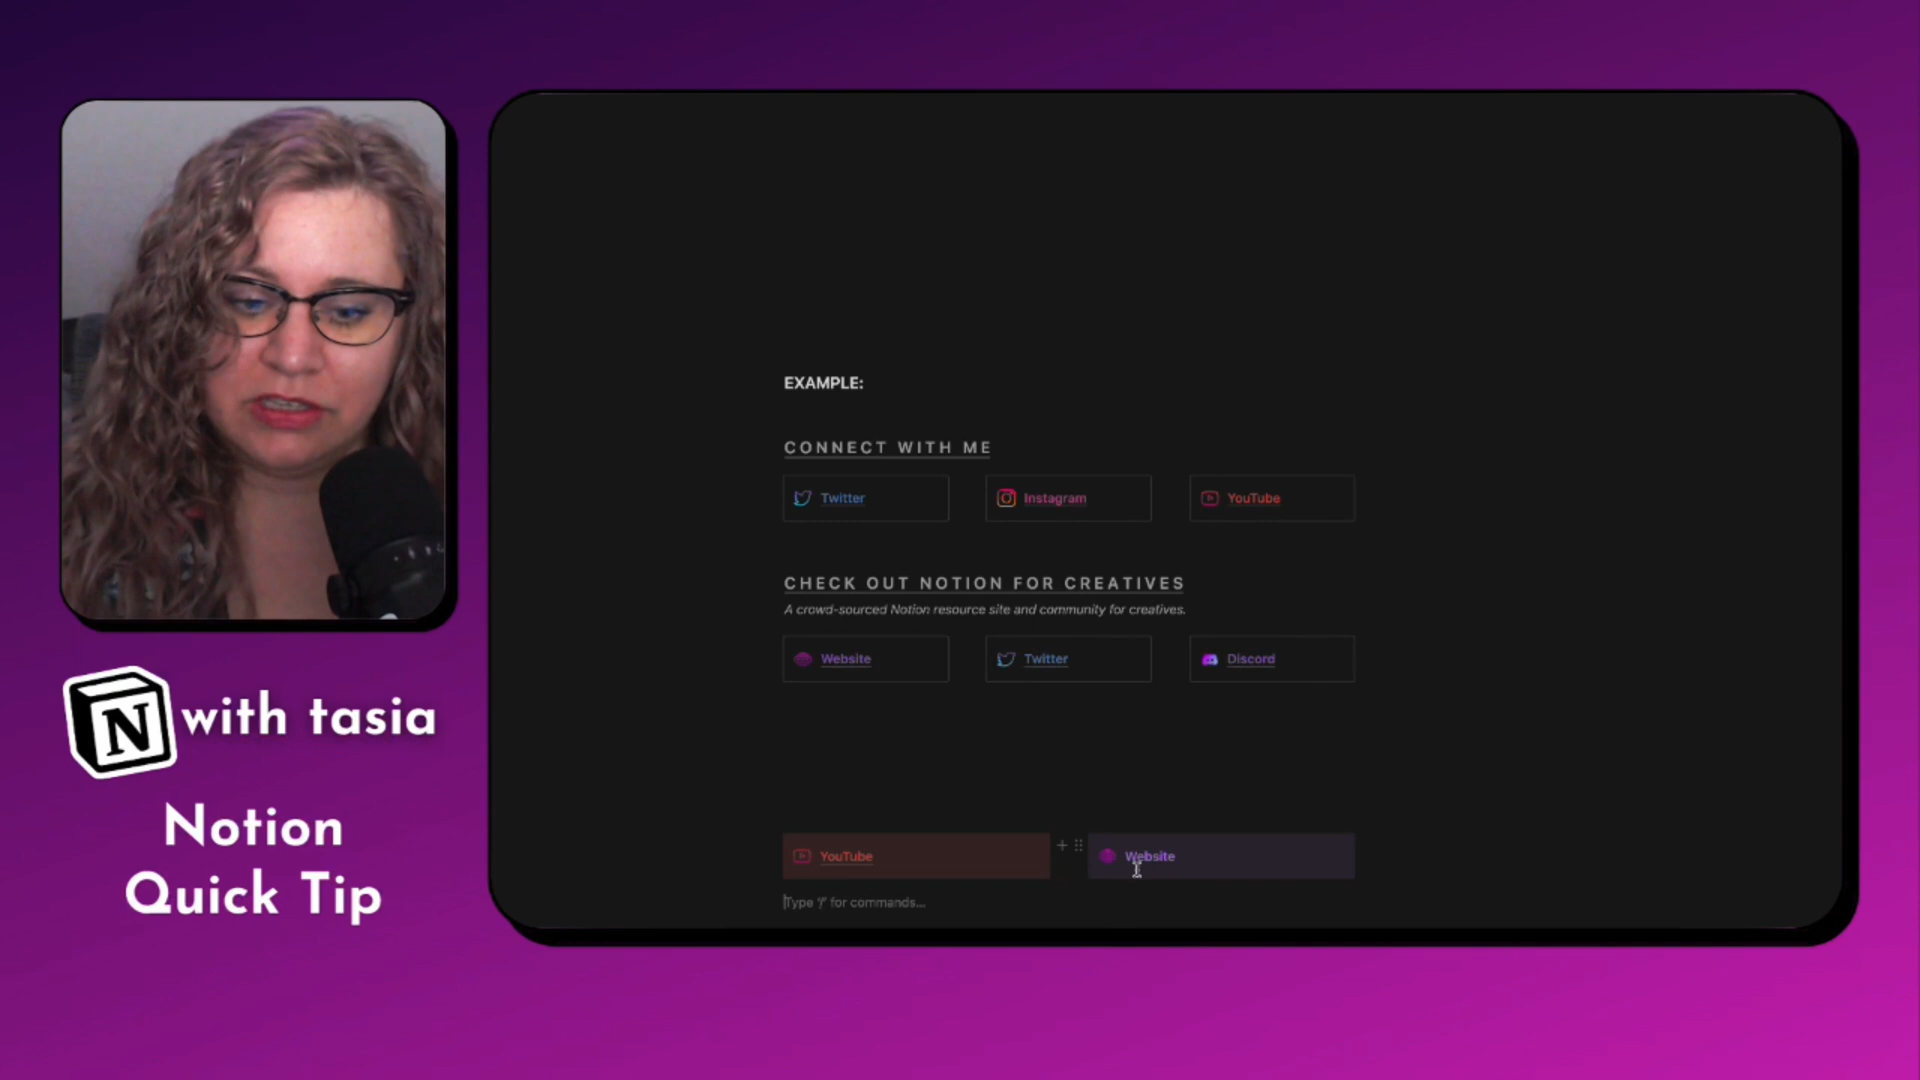 EXAMPLE:
CONNECT WITH ME
Twitter
Instagram
YouTube
CHECK OUT NOTION FOR CREATIVES
A crowd-sourced Notion resource site and community for creatives.
Website
Twitter
Discord
YouTube
Website
Type '/' for commands...
N with tasia
Notion
Quick Tip